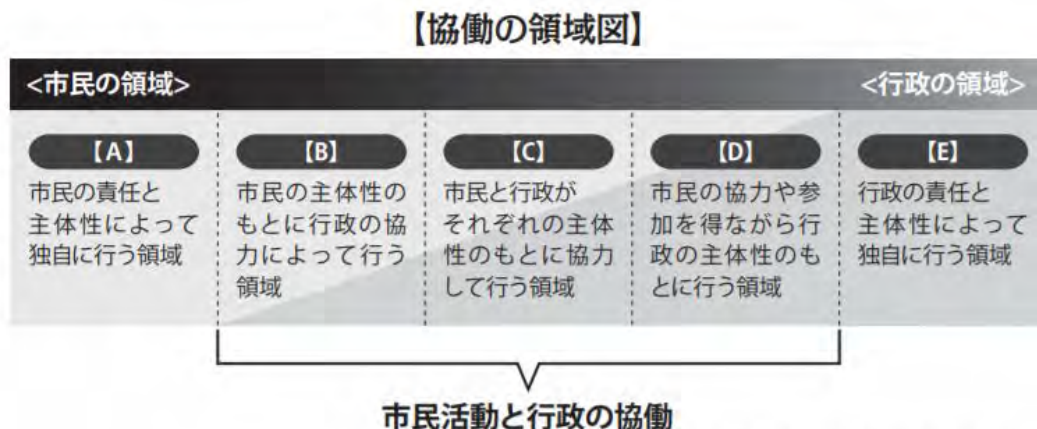 【協働の領域図】
<市民の領域>
<行政の領域>
【A】
市民の責任と
主体性によって
独自に行う領域
【B】
市民の主体性の
もとに行政の協
力によって行う
領域
【C】
市民と行政が
それぞれの主体
性のもとに協力
して行う領域
【D】
市民の協力や参
加を得ながら行
政の主体性のも
とに行う領域
【E】
行政の責任と
主体性によって
独自に行う領域
市民活動と行政の協働